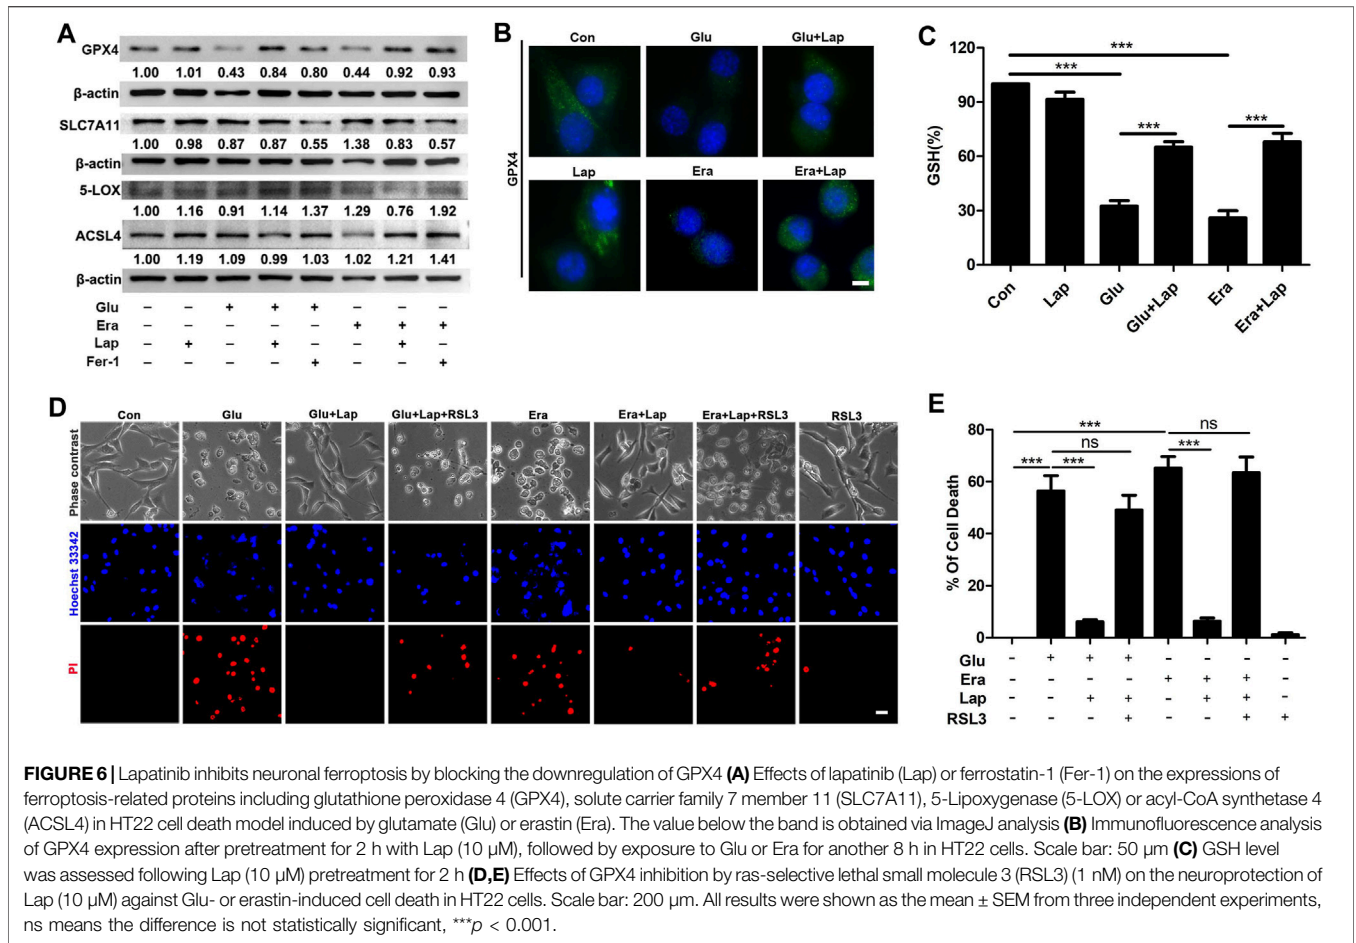 A
GPX4
1.00 1.01 0.43 0.84 0.80 0.44 0.92 0.93
β-actin
SLC7A11
1.00 0.98 0.87 0.87 0.55 1.38 0.83 0.57
β-actin
5-LOX
1.00 1.16 0.91 1.14 1.37 1.29 0.76 1.92
ACSL4
1.00 1.19 1.09 0.99 1.03 1.02 1.21 1.41
β-actin
Glu – – + + + – – –
Era – – – – – + + +
Lap – + – + – – + –
Fer-1 – – – – + – – +
B
Con Glu Glu+Lap
GPX4
Lap Era Era+Lap
C
GSH(%)
120
90
60
30
0
*** *** *** ***
Con Lap Glu Glu+Lap Era Era+Lap
D
Con Glu Glu+Lap Glu+Lap+RSL3 Era Era+Lap Era+Lap+RSL3 RSL3
Phase contrast
Hoechst 33342
PI
E
% Of Cell Death
80
60
40
20
0
*** ns
ns ***
*** ***
Glu - + + + - - - -
Era - - - - + + + -
Lap - - + + - + + -
RSL3 - - - + - - + +
FIGURE 6 | Lapatinib inhibits neuronal ferroptosis by blocking the downregulation of GPX4 (A) Effects of lapatinib (Lap) or ferrostatin-1 (Fer-1) on the expressions of
ferroptosis-related proteins including glutathione peroxidase 4 (GPX4), solute carrier family 7 member 11 (SLC7A11), 5-Lipoxygenase (5-LOX) or acyl-CoA synthetase 4
(ACSL4) in HT22 cell death model induced by glutamate (Glu) or erastin (Era). The value below the band is obtained via ImageJ analysis (B) Immunofluorescence analysis
of GPX4 expression after pretreatment for 2 h with Lap (10 μM), followed by exposure to Glu or Era for another 8 h in HT22 cells. Scale bar: 50 μm (C) GSH level
was assessed following Lap (10 μM) pretreatment for 2 h (D,E) Effects of GPX4 inhibition by ras-selective lethal small molecule 3 (RSL3) (1 nM) on the neuroprotection of
Lap (10 μM) against Glu- or erastin-induced cell death in HT22 cells. Scale bar: 200 μm. All results were shown as the mean ± SEM from three independent experiments,
ns means the difference is not statistically significant, ***p < 0.001.